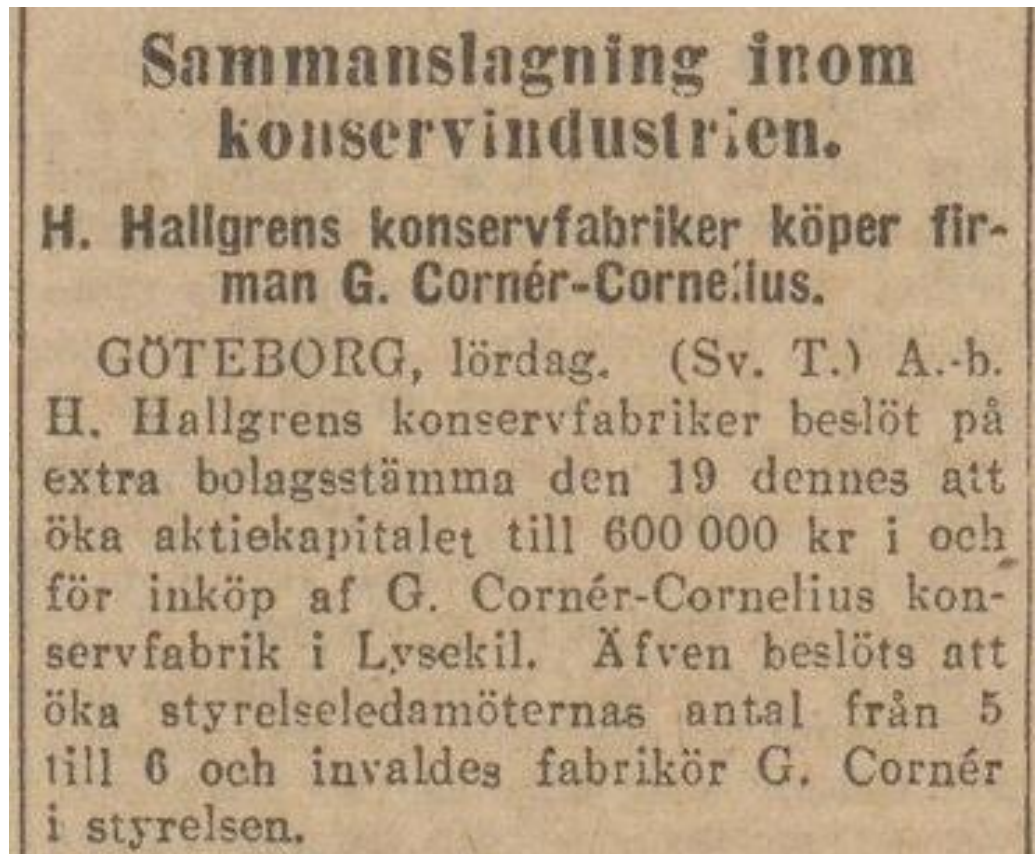 Sammanslagning inom
konservindustrien.
H. Hallgrens konservfabriker köper fir-
man G. Cornér-Cornelius.
GÖTEBORG, lördag. (Sv. T.) A.-b.
H. Hallgrens konservfabriker beslöt på
extra bolagsstämma den 19 dennes att
öka aktiekapitalet till 600 000 kr i och
för inköp af G. Cornér-Cornelius kon-
servfabrik i Lysekil. Äfven beslöts att
öka styrelseledamöternas antal från 5
till 6 och invaldes fabrikör G. Cornér
i styrelsen.